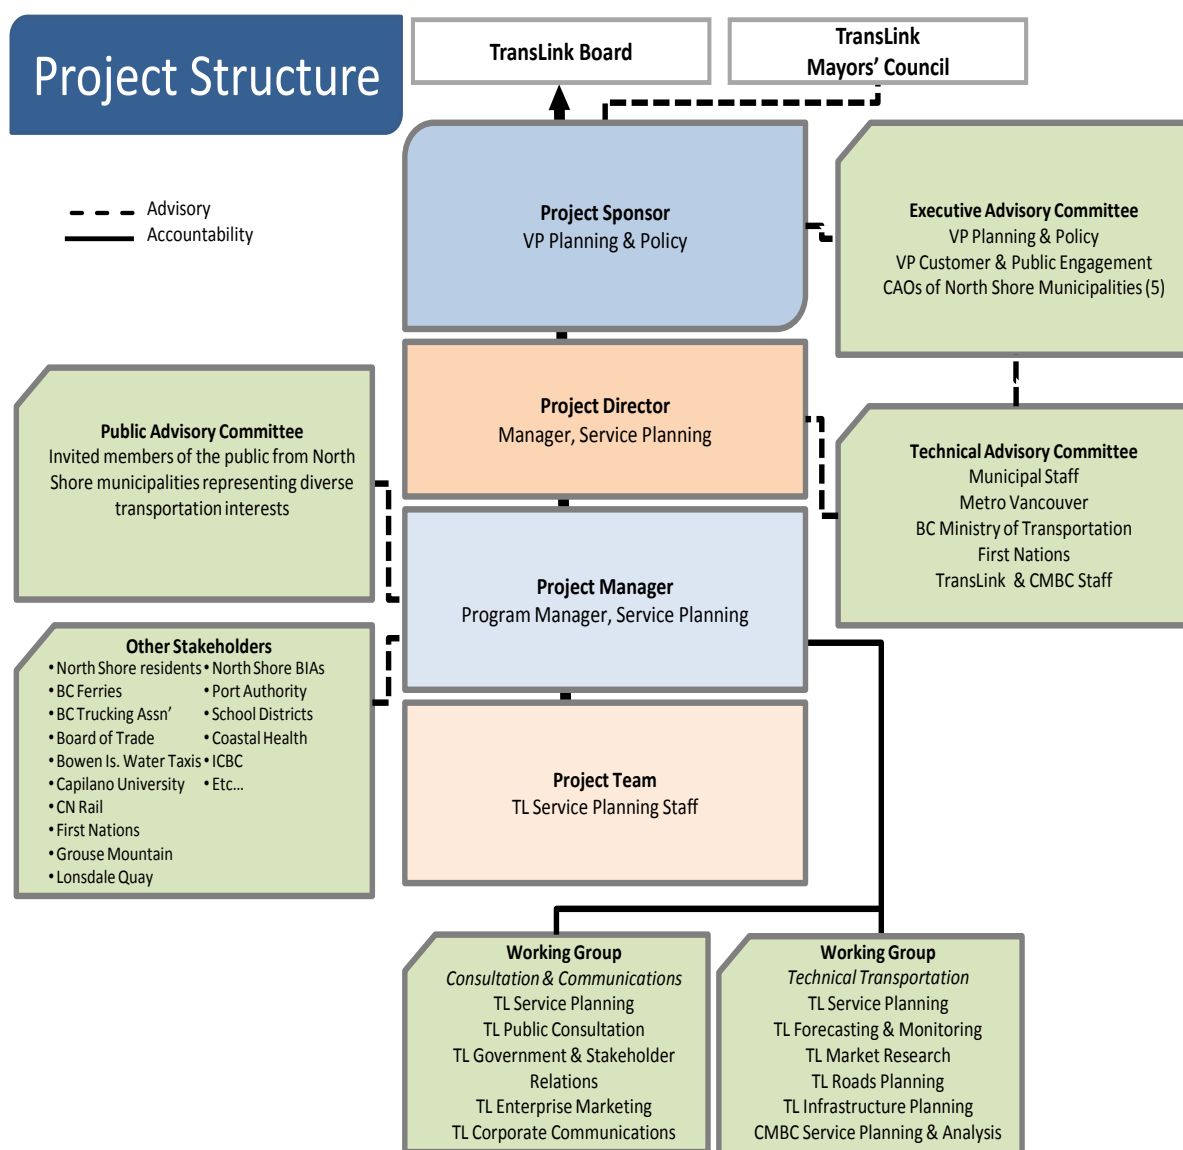 Project Structure
TransLink Board
TransLink
Mayors’ Council
Advisory
Accountability
Project Sponsor
VP Planning & Policy
Executive Advisory Committee
VP Planning & Policy
VP Customer & Public Engagement
CAOs of North Shore Municipalities (5)
Project Director
Manager, Service Planning
Public Advisory Committee
Invited members of the public from North
Shore municipalities representing diverse
transportation interests
Technical Advisory Committee
Municipal Staff
Metro Vancouver
BC Ministry of Transportation
First Nations
TransLink & CMBC Staff
Project Manager
Program Manager, Service Planning
Other Stakeholders
• North Shore residents
• BC Ferries
• BC Trucking Assn’
• Board of Trade
• Bowen Is. Water Taxis
• Capilano University
• CN Rail
• First Nations
• Grouse Mountain
• Lonsdale Quay
• North Shore BIAs
• Port Authority
• School Districts
• Coastal Health
• ICBC
• Etc...
Project Team
TL Service Planning Staff
Working Group
Consultation & Communications
TL Service Planning
TL Public Consultation
TL Government & Stakeholder
Relations
TL Enterprise Marketing
TL Corporate Communications
Working Group
Technical Transportation
TL Service Planning
TL Forecasting & Monitoring
TL Market Research
TL Roads Planning
TL Infrastructure Planning
CMBC Service Planning & Analysis